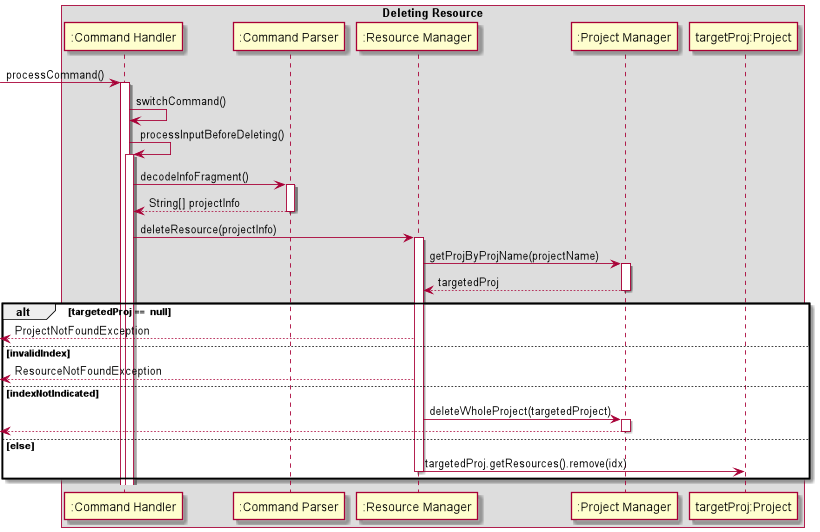 Deleting Resource
:Command Handler
:Command Parser
:Resource Manager
:Project Manager
targetProj:Project
processCommand()
switchCommand()
processInputBeforeDeleting()
decodeInfoFragment()
String[] projectInfo
deleteResource(projectInfo)
getProjByProjName(projectName)
targetedProj
alt
[targetedProj == null]
ProjectNotFoundException
[invalidIndex]
ResourceNotFoundException
[indexNotIndicated]
deleteWholeProject(targetedProject)
[else]
targetedProj.getResources().remove(idx)
:Command Handler
:Command Parser
:Resource Manager
:Project Manager
targetProj:Project